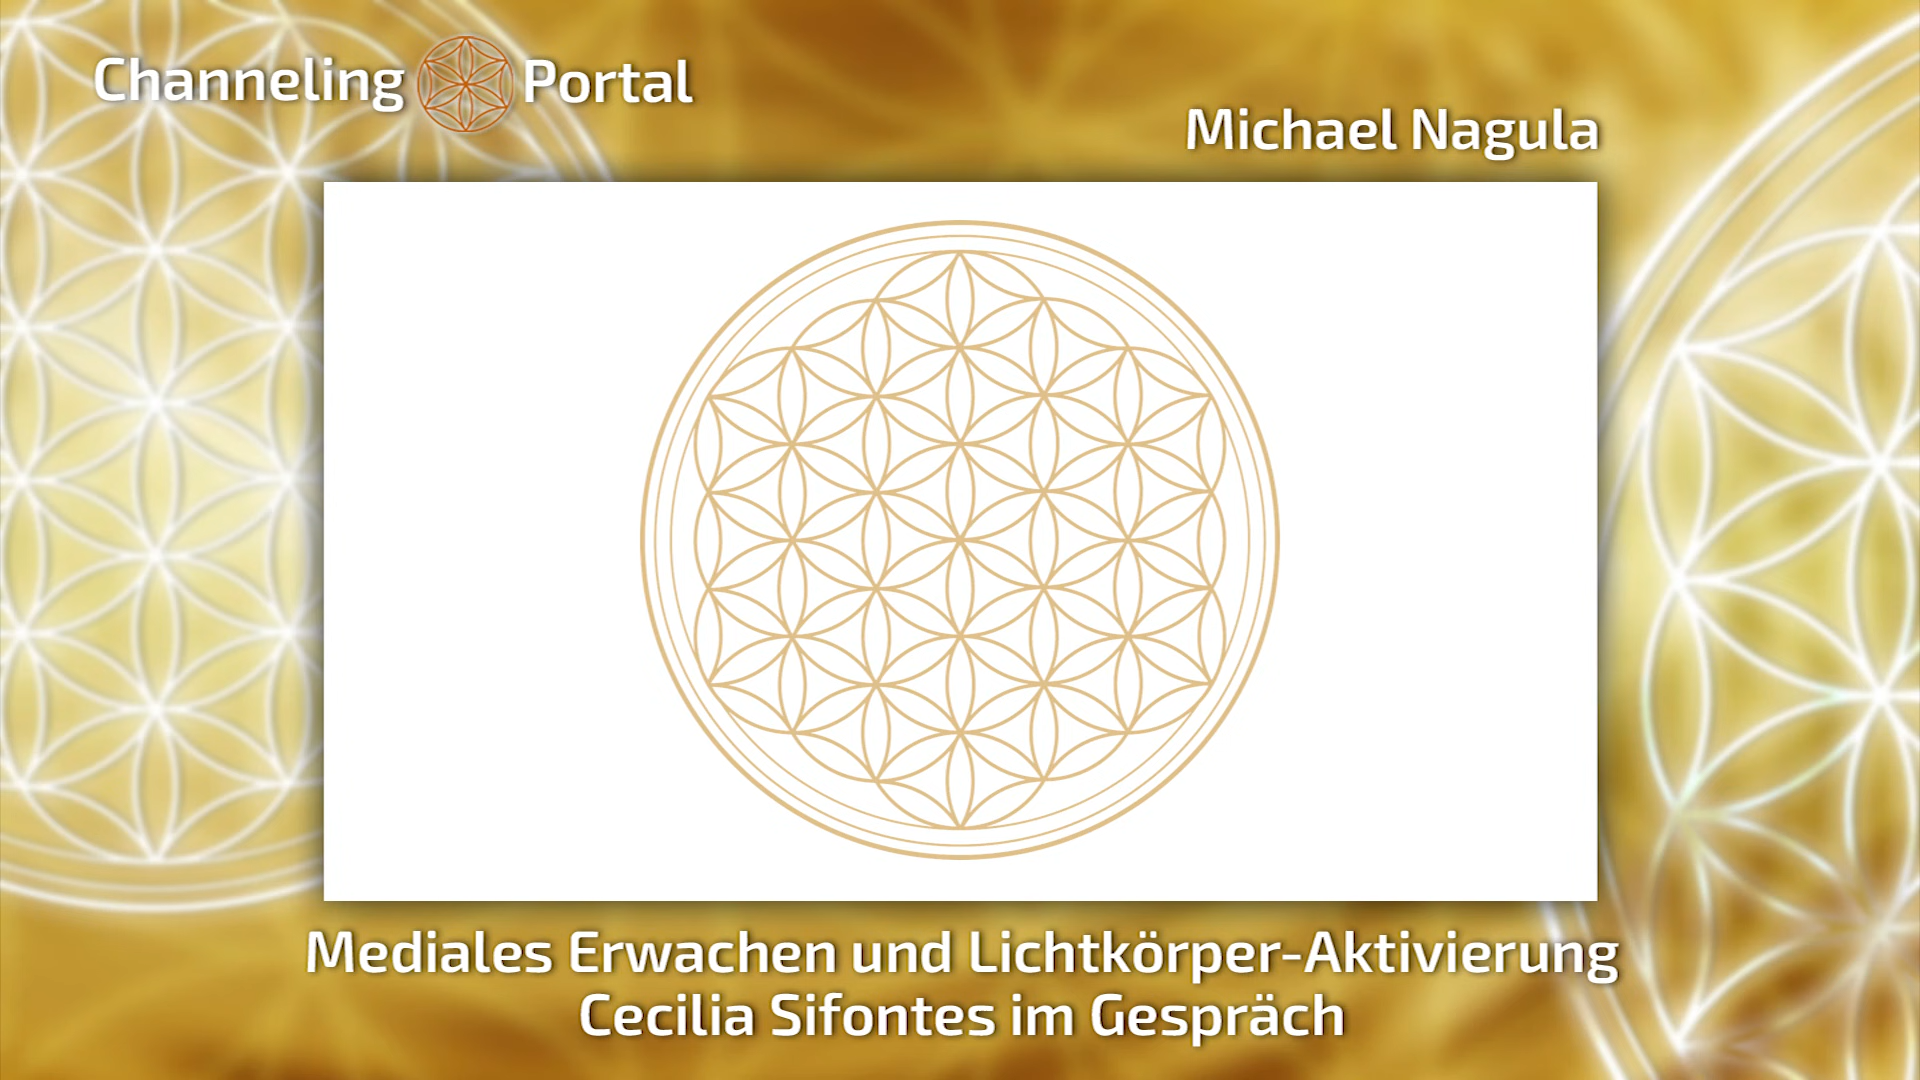 Channeling Portal
Michael Nagula
Mediales Erwachen und Lichtkörper-Aktivierung
Cecilia Sifontes im Gespräch